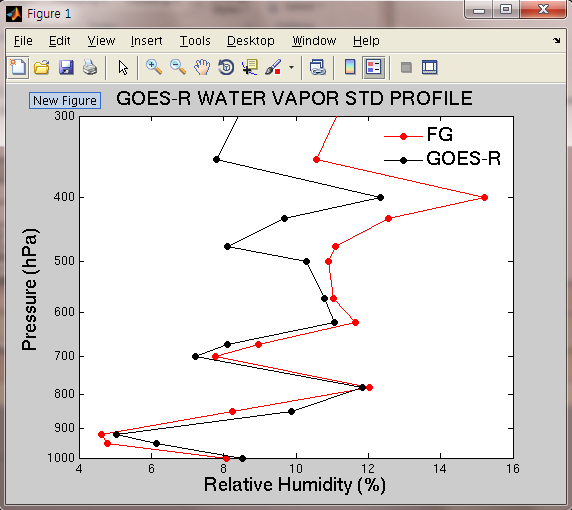 Figure 1
File Edit View Insert Tools Desktop Window Help
New Figure
GOES-R WATER VAPOR STD PROFILE
FG
GOES-R
300
400
500
600
700
800
900
1000
Pressure (hPa)
4 6 8 10 12 14 16
Relative Humidity (%)